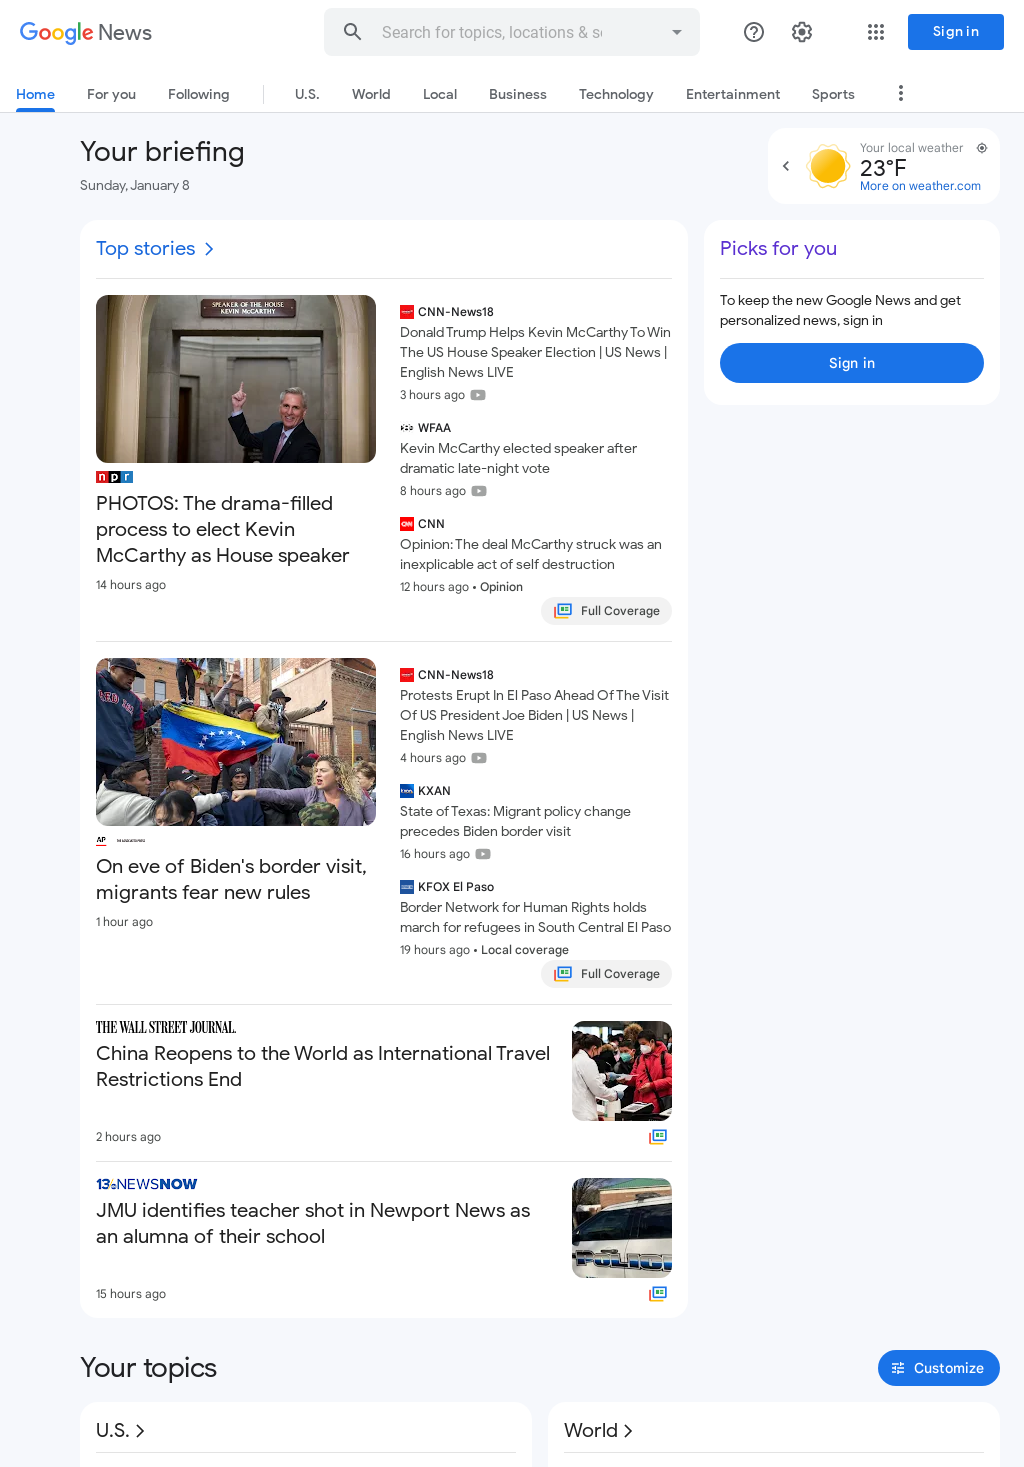 Google News
Search for topics, locations & so
Sign in
Home
For you
Following
U.S.
World
Local
Business
Technology
Entertainment
Sports
Your briefing
Sunday, January 8
Your local weather
23°F
More on weather.com
Top stories
SPEAKER OF THE HOUSE
KEVIN McCARTHY
npr
PHOTOS: The drama-filled
process to elect Kevin
McCarthy as House speaker
14 hours ago
CNN-News18
Donald Trump Helps Kevin McCarthy To Win
The US House Speaker Election | US News |
English News LIVE
3 hours ago
WFAA
Kevin McCarthy elected speaker after
dramatic late-night vote
8 hours ago
CNN
Opinion: The deal McCarthy struck was an
inexplicable act of self destruction
12 hours ago • Opinion
Full Coverage
Picks for you
To keep the new Google News and get
personalized news, sign in
Sign in
RED SOX
AP
THE ASSOCIATED PRESS
On eve of Biden's border visit,
migrants fear new rules
1 hour ago
CNN-News18
Protests Erupt In El Paso Ahead Of The Visit
Of US President Joe Biden | US News |
English News LIVE
4 hours ago
KXAN
State of Texas: Migrant policy change
precedes Biden border visit
16 hours ago
KFOX El Paso
Border Network for Human Rights holds
march for refugees in South Central El Paso
19 hours ago • Local coverage
Full Coverage
THE WALL STREET JOURNAL.
China Reopens to the World as International Travel
Restrictions End
2 hours ago
13 NEWS NOW
JMU identifies teacher shot in Newport News as
an alumna of their school
POLICE
15 hours ago
Your topics
Customize
U.S.
World